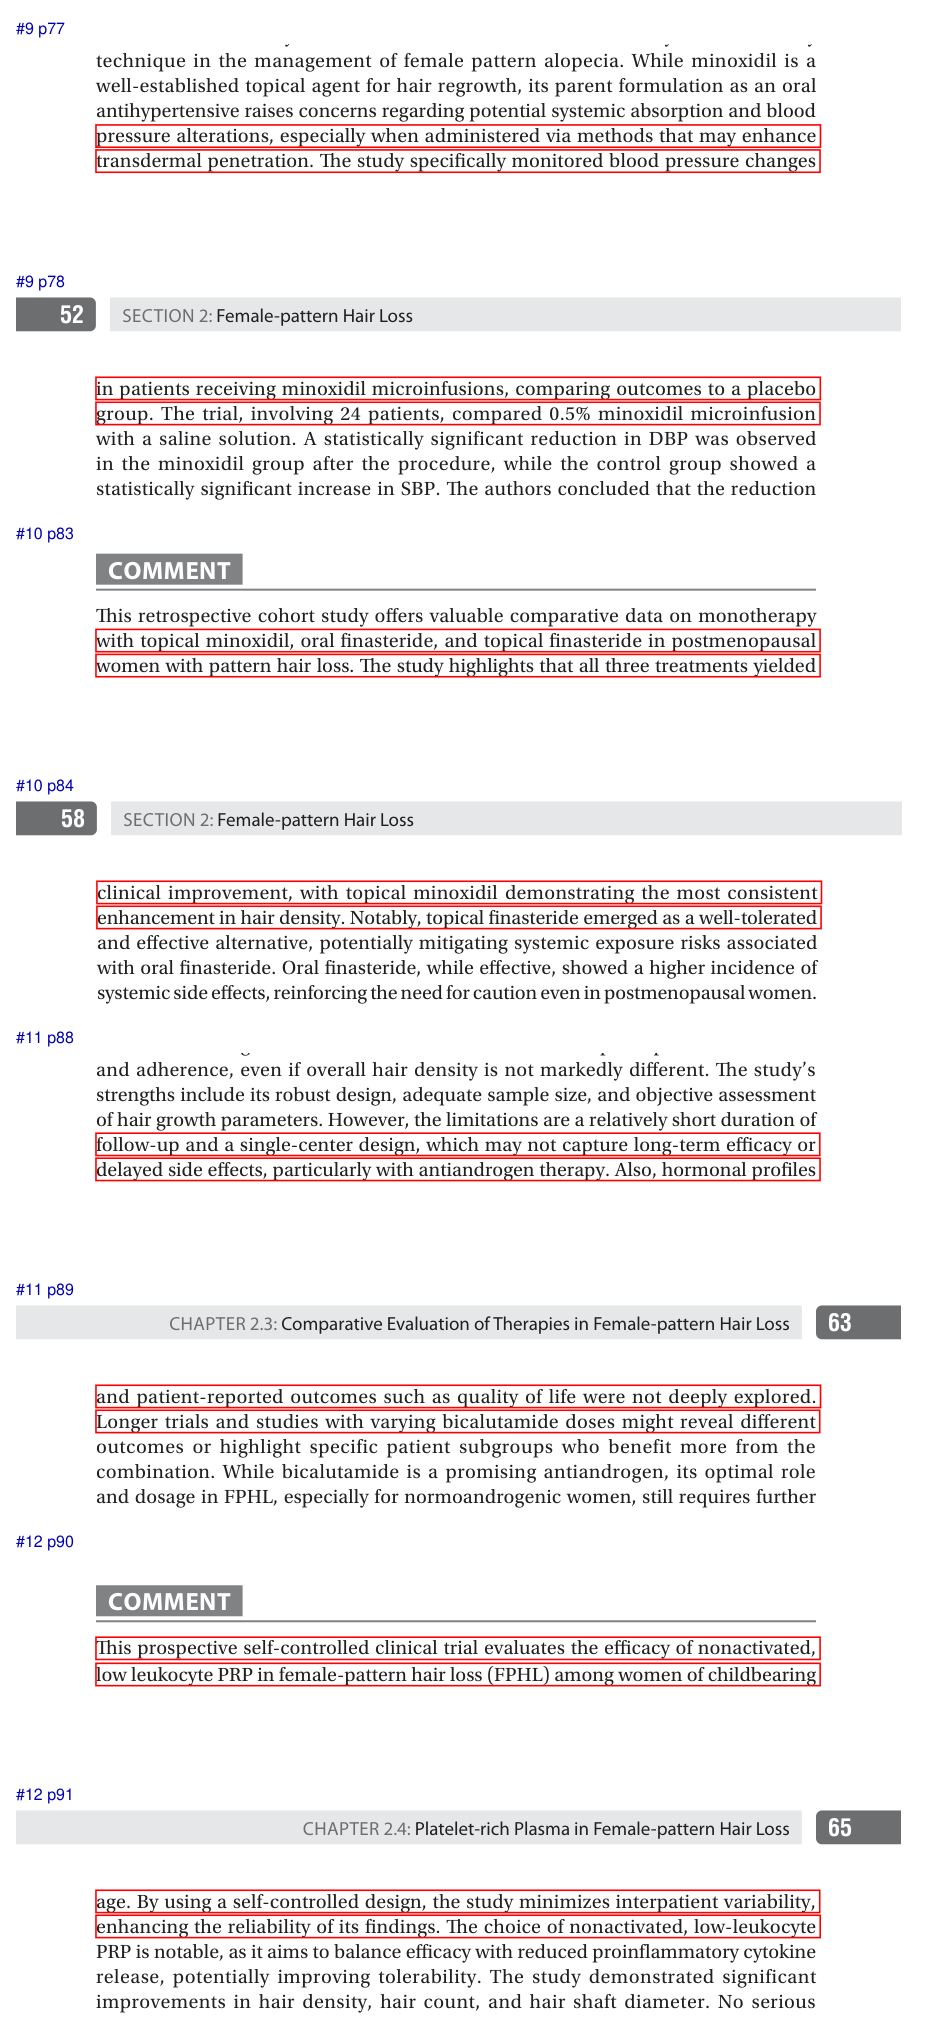 #9 p77
technique in the management of female pattern alopecia. While minoxidil is a
well-established topical agent for hair regrowth, its parent formulation as an oral
antihypertensive raises concerns regarding potential systemic absorption and blood
pressure alterations, especially when administered via methods that may enhance
transdermal penetration. The study specifically monitored blood pressure changes
#9 p78
52
SECTION 2: Female-pattern Hair Loss
in patients receiving minoxidil microinfusions, comparing outcomes to a placebo
group. The trial, involving 24 patients, compared 0.5% minoxidil microinfusion
with a saline solution. A statistically significant reduction in DBP was observed
in the minoxidil group after the procedure, while the control group showed a
statistically significant increase in SBP. The authors concluded that the reduction
#10 p83
COMMENT
This retrospective cohort study offers valuable comparative data on monotherapy
with topical minoxidil, oral finasteride, and topical finasteride in postmenopausal
women with pattern hair loss. The study highlights that all three treatments yielded
#10 p84
58
SECTION 2: Female-pattern Hair Loss
clinical improvement, with topical minoxidil demonstrating the most consistent
enhancement in hair density. Notably, topical finasteride emerged as a well-tolerated
and effective alternative, potentially mitigating systemic exposure risks associated
with oral finasteride. Oral finasteride, while effective, showed a higher incidence of
systemic side effects, reinforcing the need for caution even in postmenopausal women.
#11 p88
and adherence, even if overall hair density is not markedly different. The study's
strengths include its robust design, adequate sample size, and objective assessment
of hair growth parameters. However, the limitations are a relatively short duration of
follow-up and a single-center design, which may not capture long-term efficacy or
delayed side effects, particularly with antiandrogen therapy. Also, hormonal profiles
#11 p89
CHAPTER 2.3: Comparative Evaluation of Therapies in Female-pattern Hair Loss
63
and patient-reported outcomes such as quality of life were not deeply explored.
Longer trials and studies with varying bicalutamide doses might reveal different
outcomes or highlight specific patient subgroups who benefit more from the
combination. While bicalutamide is a promising antiandrogen, its optimal role
and dosage in FPHL, especially for normoandrogenic women, still requires further
#12 p90
COMMENT
This prospective self-controlled clinical trial evaluates the efficacy of nonactivated,
low leukocyte PRP in female-pattern hair loss (FPHL) among women of childbearing
#12 p91
CHAPTER 2.4: Platelet-rich Plasma in Female-pattern Hair Loss
65
age. By using a self-controlled design, the study minimizes interpatient variability,
enhancing the reliability of its findings. The choice of nonactivated, low-leukocyte
PRP is notable, as it aims to balance efficacy with reduced proinflammatory cytokine
release, potentially improving tolerability. The study demonstrated significant
improvements in hair density, hair count, and hair shaft diameter. No serious